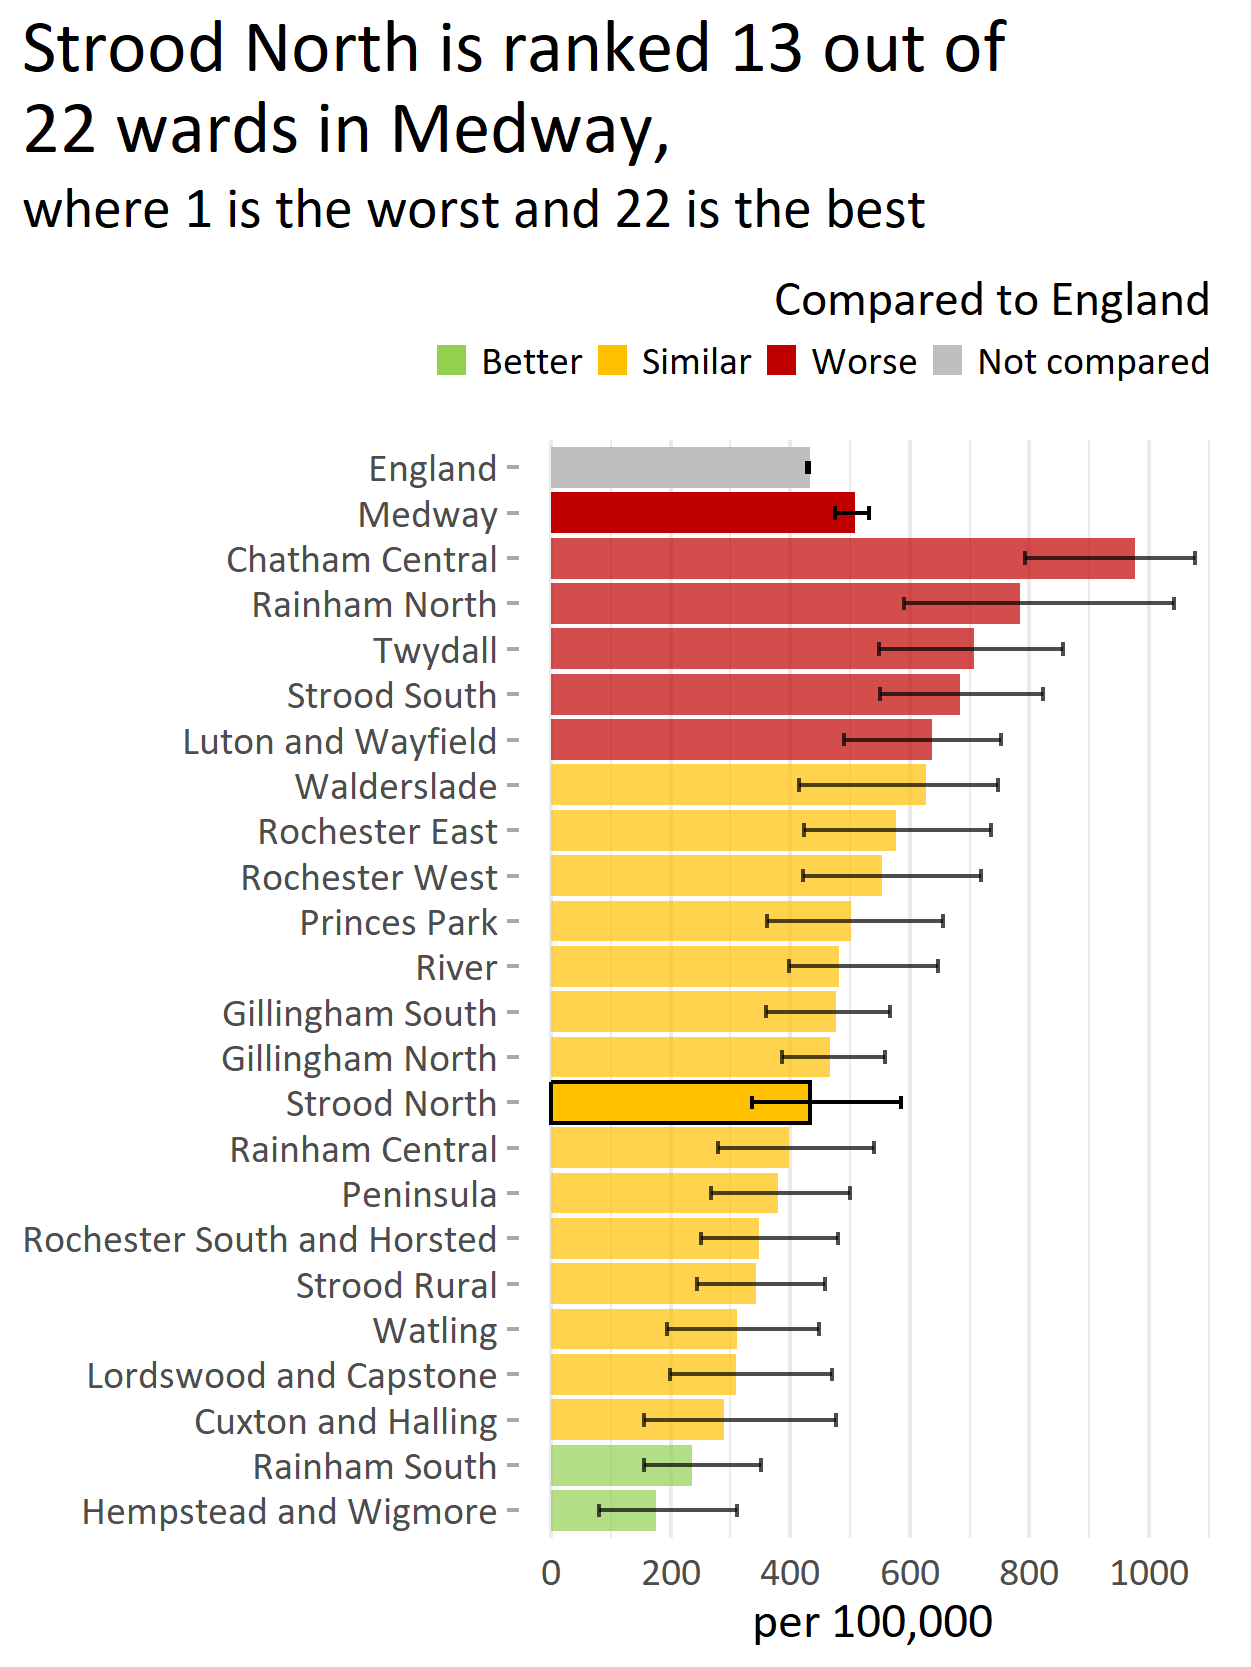 Strood North is ranked 13 out of
22 wards in Medway,
where 1 is the worst and 22 is the best
Compared to England
Better Similar Worse Not compared
England
Medway
Chatham Central
Rainham North
Twydall
Strood South
Luton and Wayfield
Walderslade
Rochester East
Rochester West
Princes Park
River
Gillingham South
Gillingham North
Strood North
Rainham Central
Peninsula
Rochester South and Horsted
Strood Rural
Watling
Lordswood and Capstone
Cuxton and Halling
Rainham South
Hempstead and Wigmore
0 200 400 600 800 1000
per 100,000